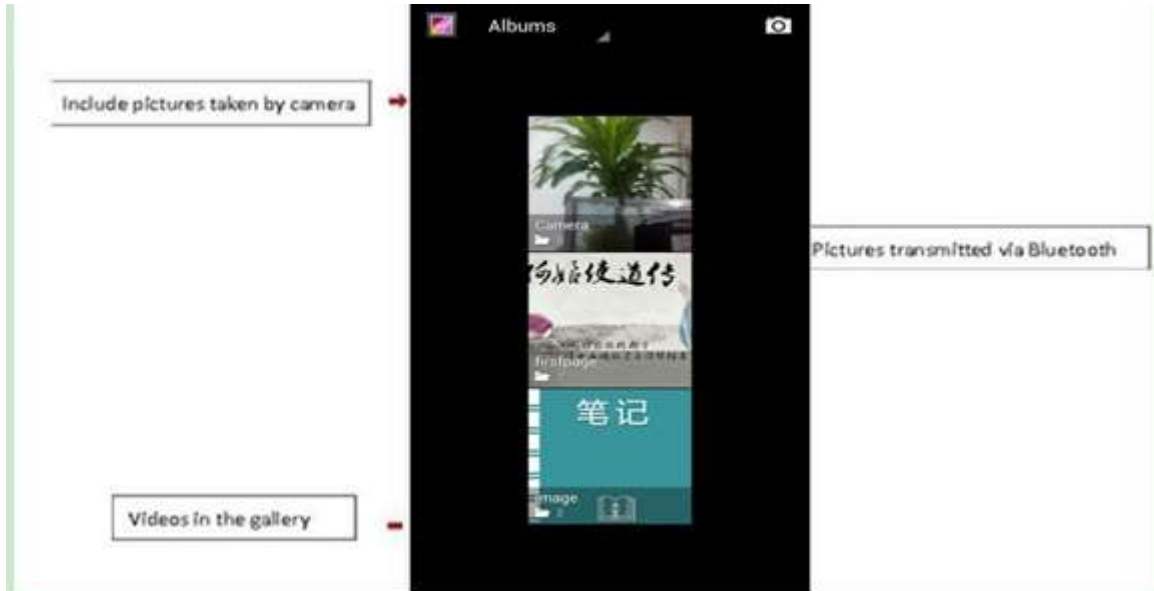 Albums
Include pictures taken by camera
Camera
Pictures transmitted via Bluetooth
firstpage
笔记
image
Videos in the gallery